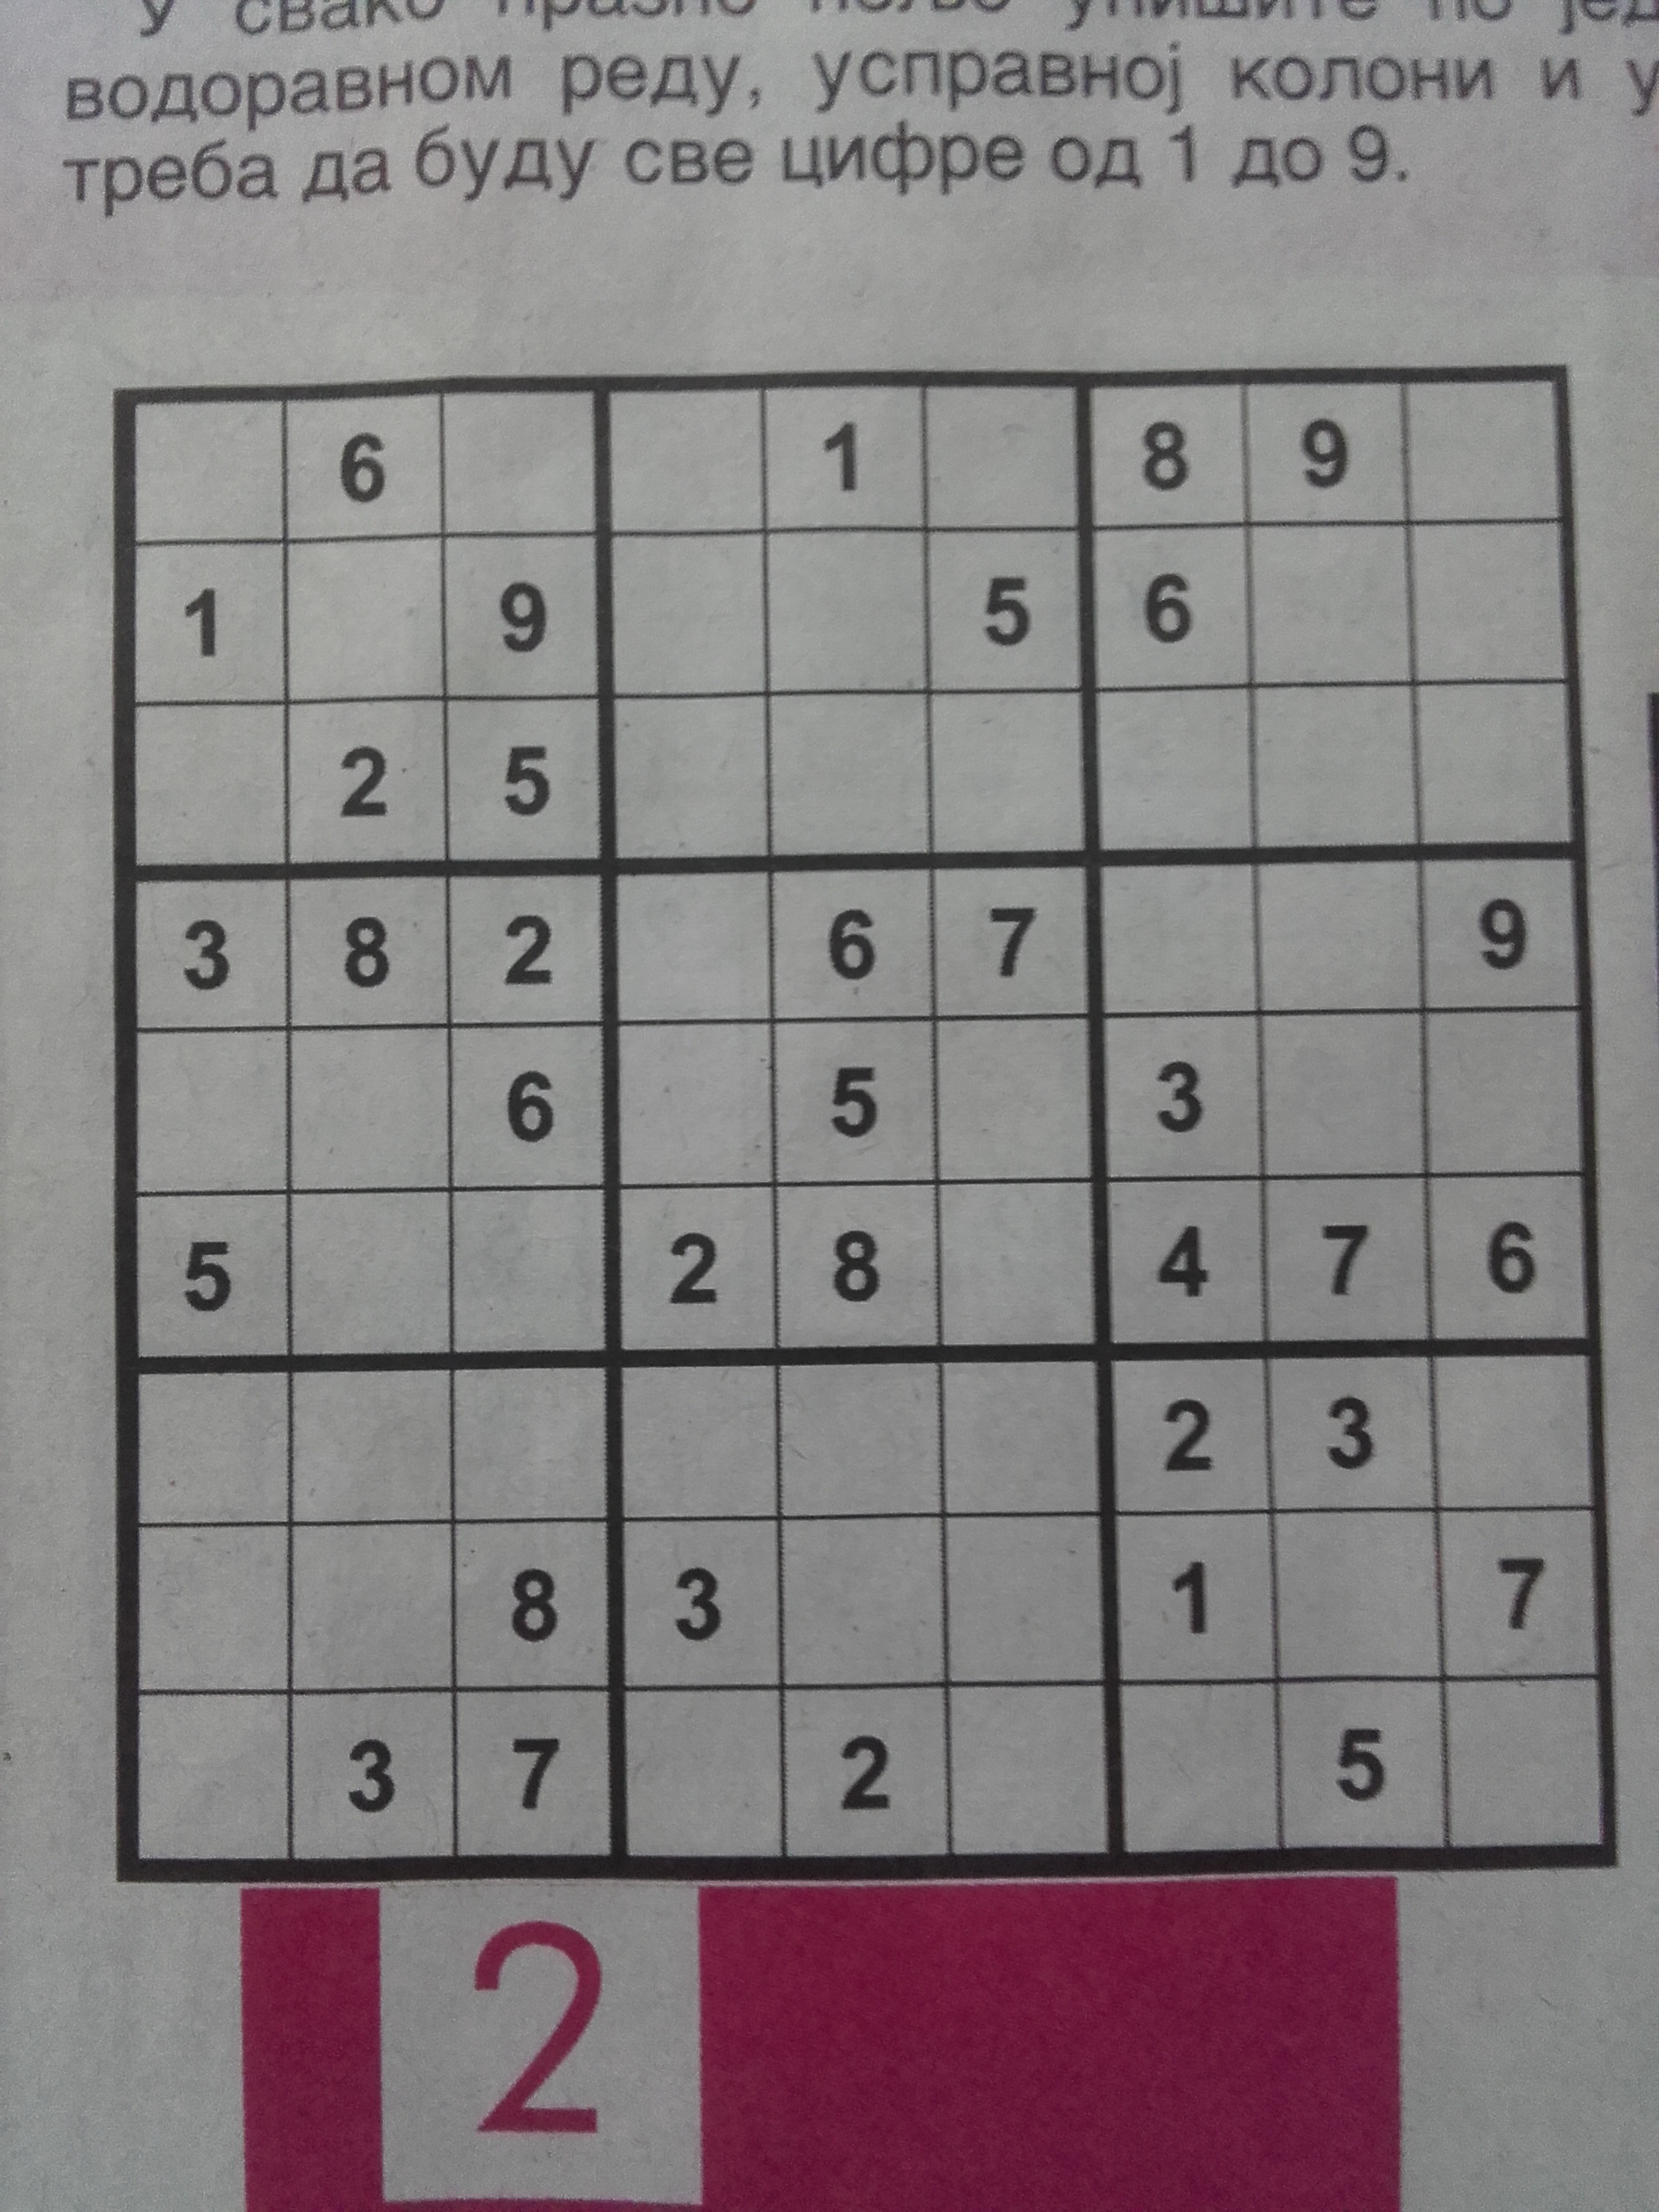 у свако празно поље упишите по јед
водоравном реду, усправној колони и у
треба да буду све цифре од 1 до 9.
6 1 8 9
1 9 5 6
2 5
3 8 2 6 7 9
6 5 3
5 2 8 4 7 6
2 3
8 3 1 7
3 7 2 5
2